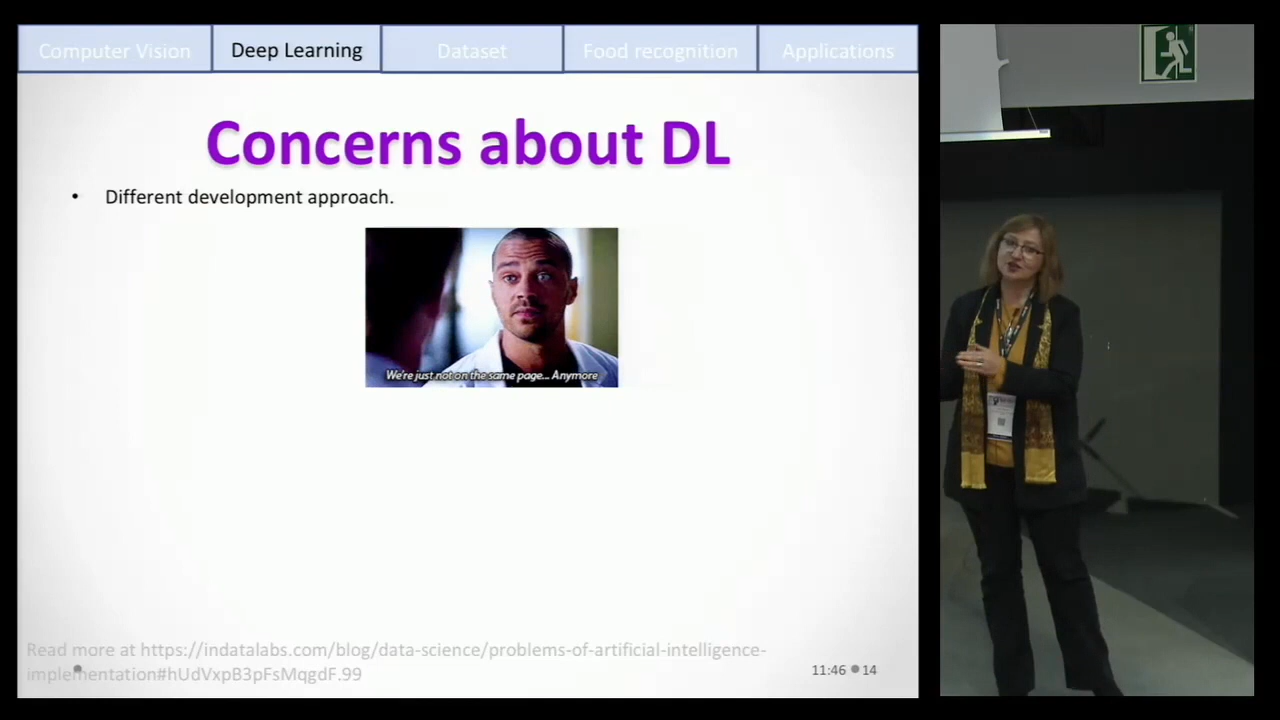 Computer Vision
Deep Learning
Dataset
Food recognition
Applications
Concerns about DL
• Different development approach.
We're just not on the same page... Anymore
Read more at https://indatalabs.com/blog/data-science/problems-of-artificial-intelligence-
implementation#hUdVxpB3pFsMqgdF.99
11:46
14